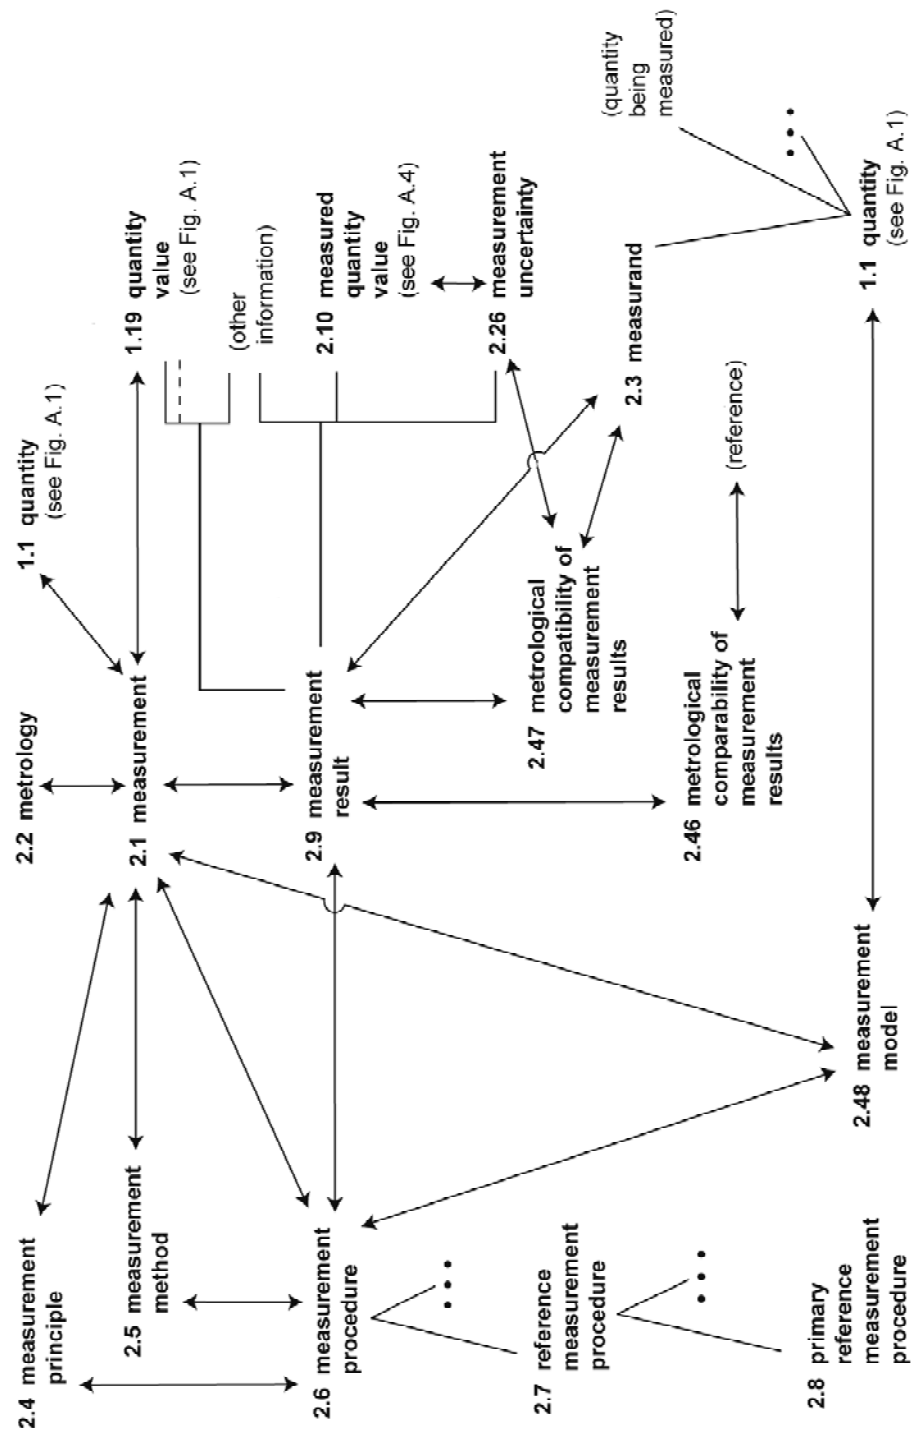 2.4 measurement
principle
2.5 measurement
method
2.6 measurement
procedure
2.7 reference
measurement
procedure
2.8 primary
reference
measurement
procedure
2.2 metrology
2.1 measurement
2.9 measurement
result
2.47 metrological
compatibility of
measurement
results
2.46 metrological
comparability of
measurement
results
2.48 measurement
model
1.1 quantity
(see Fig. A.1)
1.19 quantity
value
(see Fig. A.1)
(other
information)
2.10 measured
quantity
value
(see Fig. A.4)
2.26 measurement
uncertainty
2.3 measurand
(reference)
(quantity
being
measured)
1.1 quantity
(see Fig. A.1)